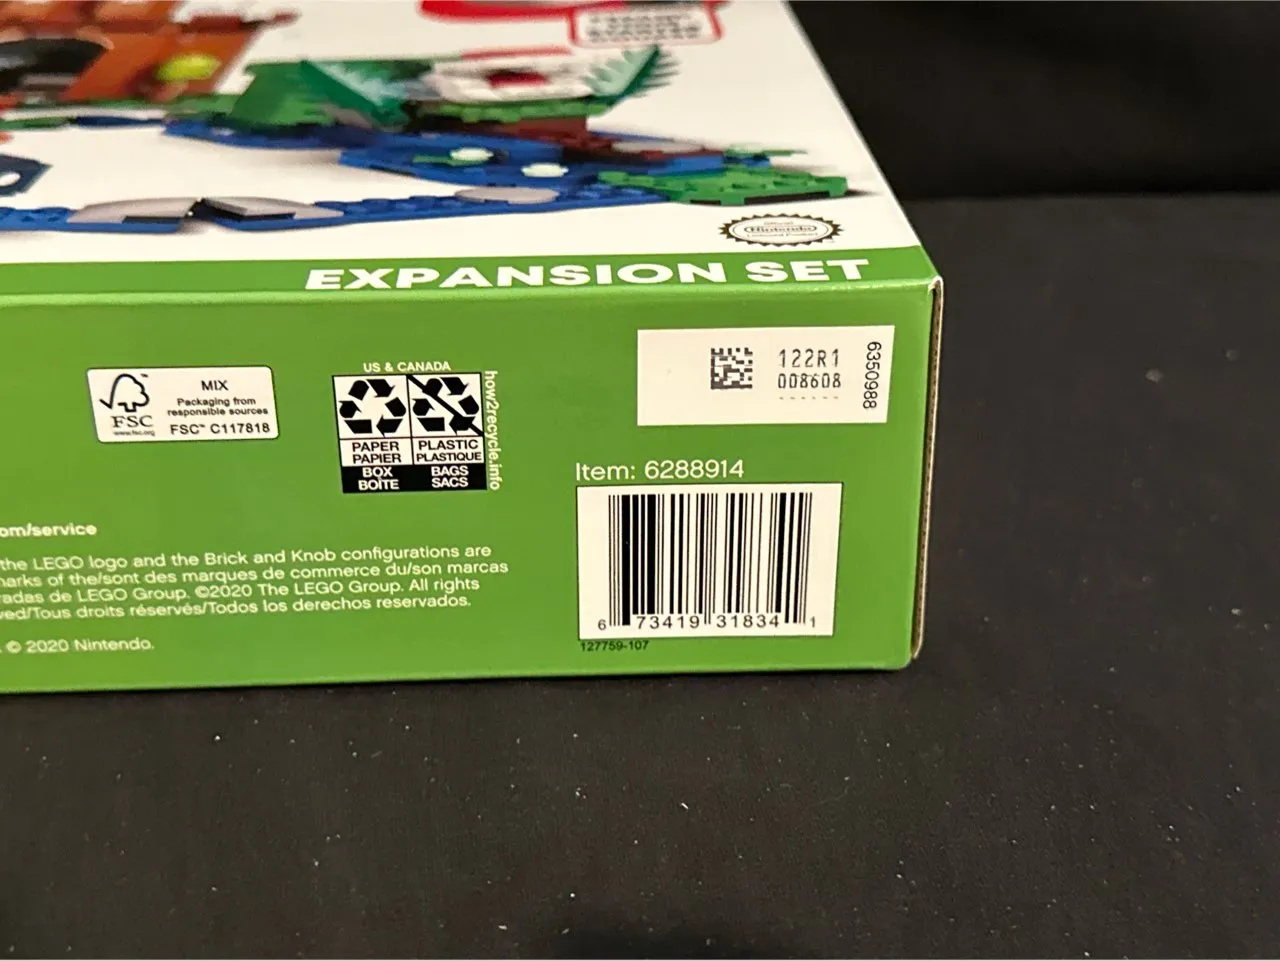 Nintendo
EXPANSION SET
FSC
www.fsc.org
MIX
Packaging from
responsible sources
FSC™ C117818
US & CANADA
PAPER
PAPIER
BOX
BOÎTE
PLASTIC
PLASTIQUE
BAGS
SACS
how2recycle.info
122R1
008608
6350988
Item: 6288914
6 73419 31834 1
127759-107
om/service
the LEGO logo and the Brick and Knob configurations are
marks of the/sont des marques de commerce du/son marcas
radas de LEGO Group. ©2020 The LEGO Group. All rights
ved/Tous droits réservés/Todos los derechos reservados.
. © 2020 Nintendo.